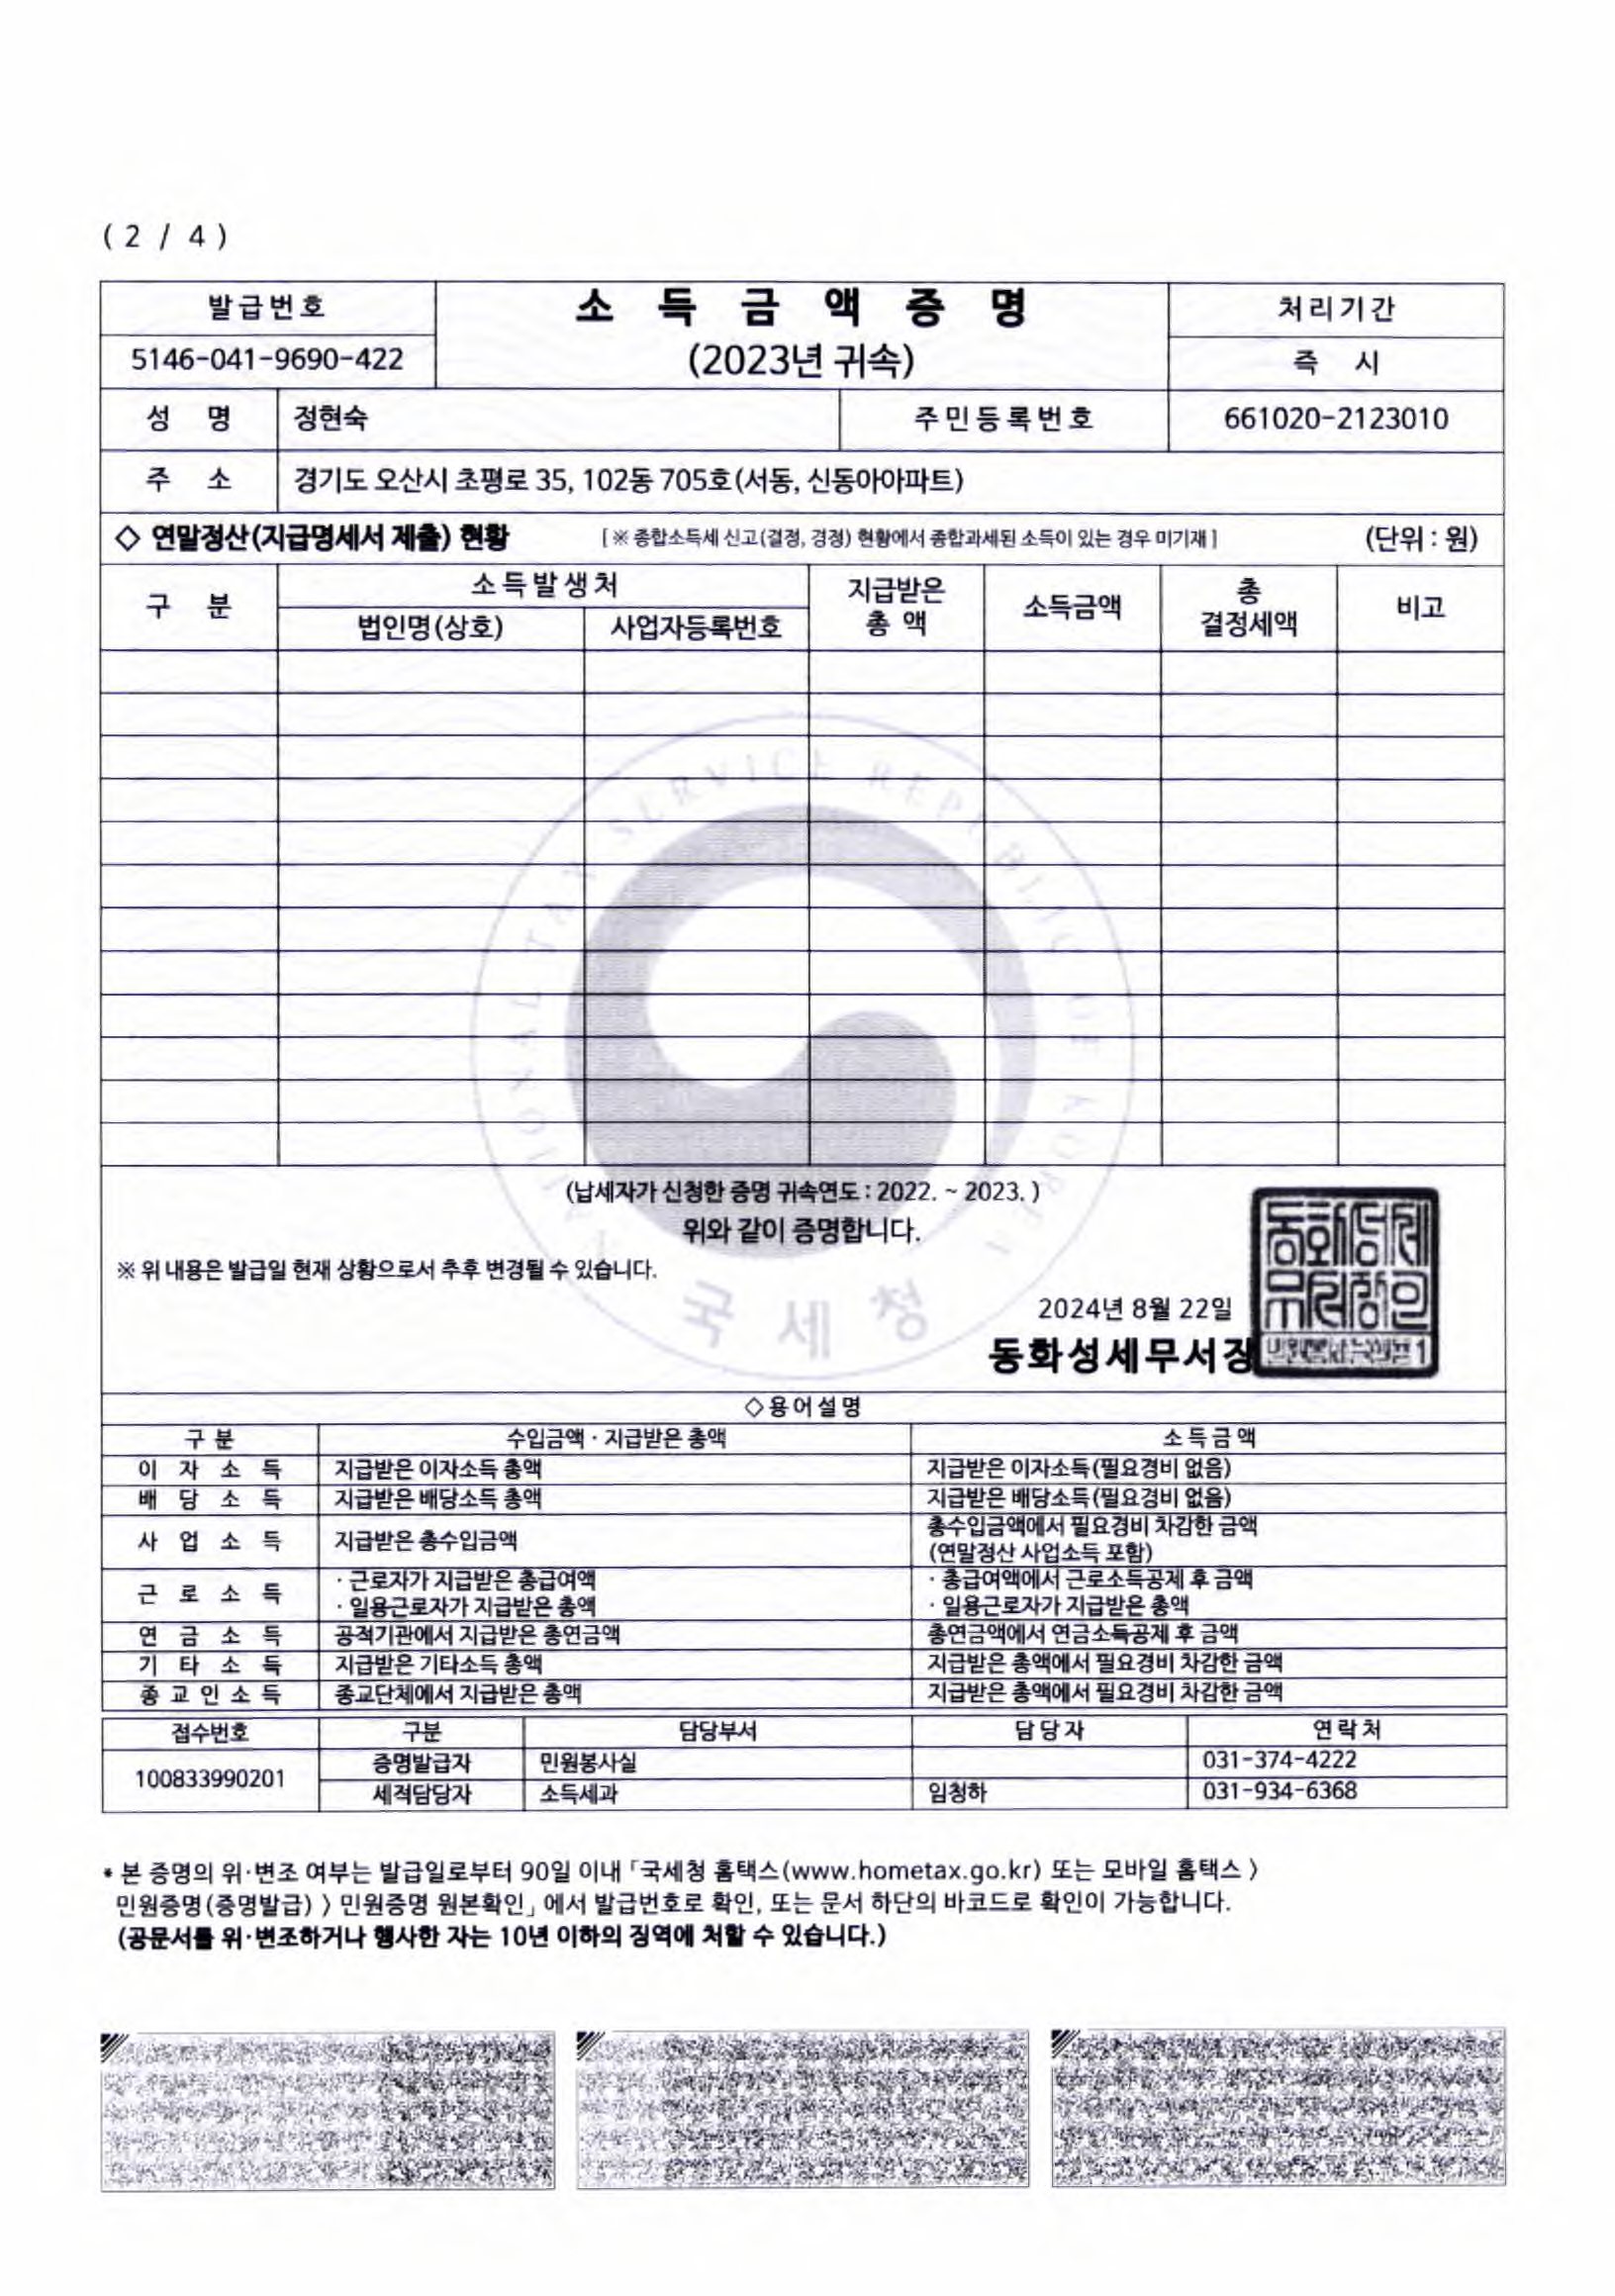 ( 2 / 4 )
발급번호
소 득 금 액 증 명
처리기간
5146-041-9690-422
(2023년 귀속)
즉 시
성 명 정현숙 주민등록번호 661020-2123010
주 소 경기도 오산시 초평로 35, 102동 705호(서동, 신동아아파트)
◇ 연말정산(지급명세서 제출) 현황 [ ※ 종합소득세 신고(결정, 경정) 현황에서 종합과세된 소득이 있는 경우 미기재 ] (단위 : 원)
구 분 소득발생처 지급받은 총 액 소득금액 총 결정세액 비고
법인명(상호) 사업자등록번호
(납세자가 신청한 증명 귀속연도 : 2022. ~ 2023. )
위와 같이 증명합니다.
※ 위 내용은 발급일 현재 상황으로서 추후 변경될 수 있습니다.
국세청
2024년 8월 22일
동화성세무서장
◇용어설명
구 분 수입금액 · 지급받은 총액 소득금액
이 자 소 득 지급받은 이자소득 총액 지급받은 이자소득(필요경비 없음)
배 당 소 득 지급받은 배당소득 총액 지급받은 배당소득(필요경비 없음)
사 업 소 득 지급받은 총수입금액 총수입금액에서 필요경비 차감한 금액
(연말정산 사업소득 포함)
근 로 소 득 · 근로자가 지급받은 총급여액 · 총급여액에서 근로소득공제 후 금액
· 일용근로자가 지급받은 총액 · 일용근로자가 지급받은 총액
연 금 소 득 공적기관에서 지급받은 총연금액 총연금액에서 연금소득공제 후 금액
기 타 소 득 지급받은 기타소득 총액 지급받은 총액에서 필요경비 차감한 금액
종교인소득 종교단체에서 지급받은 총액 지급받은 총액에서 필요경비 차감한 금액
접수번호 구분 담당부서 담당자 연락처
100833990201 증명발급자 민원봉사실 031-374-4222
세적담당자 소득세과 임청하 031-934-6368
* 본 증명의 위·변조 여부는 발급일로부터 90일 이내「국세청 홈택스(www.hometax.go.kr) 또는 모바일 홈택스 〉
민원증명(증명발급) 〉 민원증명 원본확인」에서 발급번호로 확인, 또는 문서 하단의 바코드로 확인이 가능합니다.
(공문서를 위·변조하거나 행사한 자는 10년 이하의 징역에 처할 수 있습니다.)